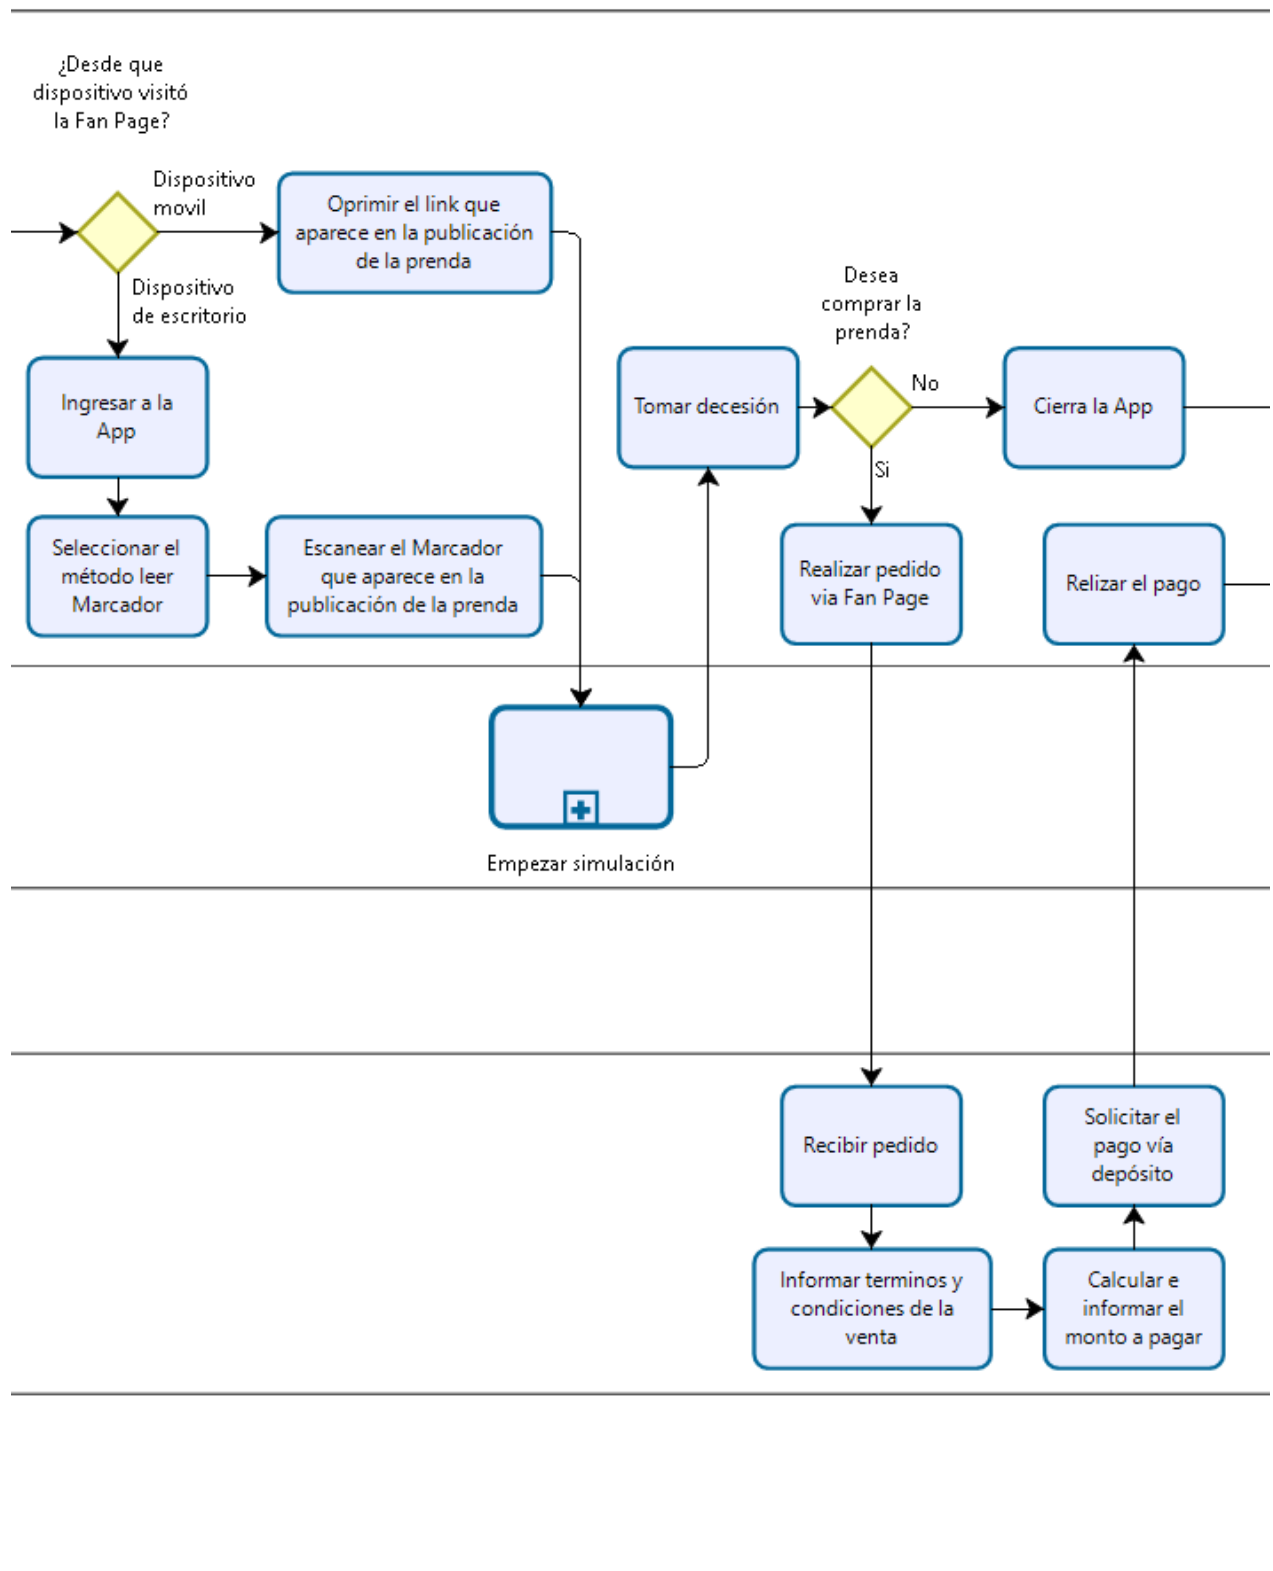 ¿Desde que
dispositivo visitó
la Fan Page?
Dispositivo
movil
Oprimir el link que
aparece en la publicación
de la prenda
Dispositivo
de escritorio
Ingresar a la
App
Seleccionar el
método leer
Marcador
Escanear el Marcador
que aparece en la
publicación de la prenda
Empezar simulación
Tomar decesión
Desea
comprar la
prenda?
No
Cierra la App
Si
Realizar pedido
via Fan Page
Relizar el pago
Recibir pedido
Informar terminos y
condiciones de la
venta
Calcular e
informar el
monto a pagar
Solicitar el
pago vía
depósito